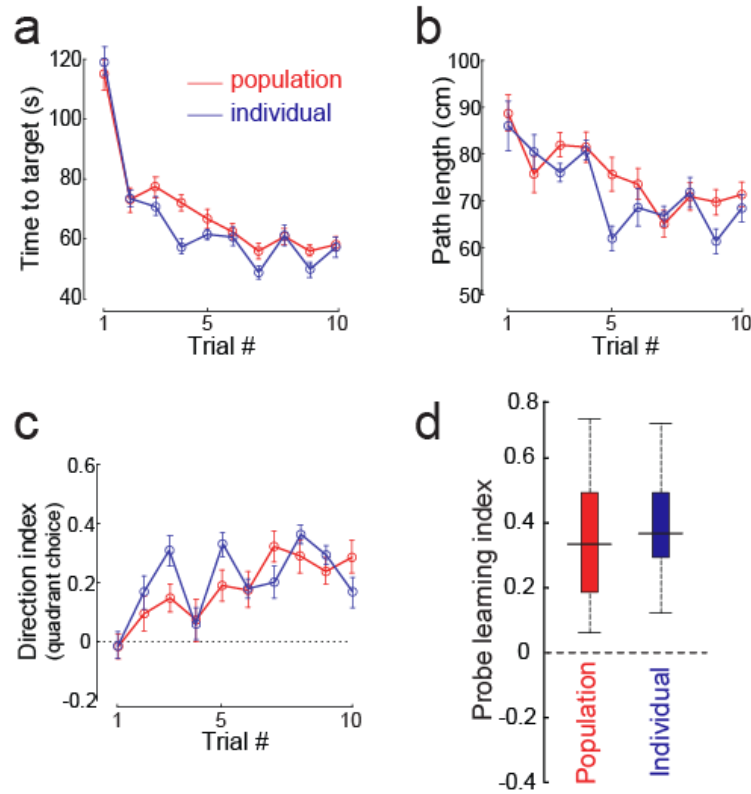 a
120
100
80
60
40
Time to target (s)
population
individual
1
5
10
Trial #
b
100
90
80
70
60
50
Path length (cm)
1
5
10
Trial #
c
0.6
0.4
0.2
0
-0.2
Direction index
(quadrant choice)
1
5
10
Trial #
d
0.8
0.6
0.4
0.2
0
-0.2
-0.4
Probe learning index
Population
Individual